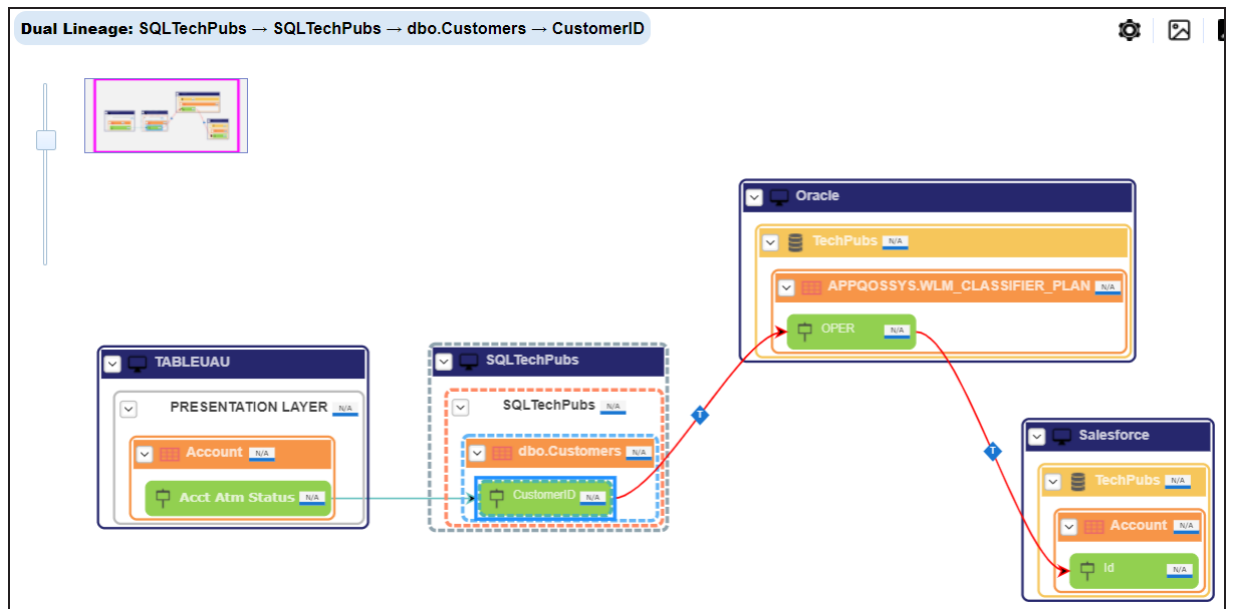 Dual Lineage: SQLTechPubs → SQLTechPubs → dbo.Customers → CustomerID
Oracle
TechPubs N/A
APPQOSSYS.WLM_CLASSIFIER_PLAN N/A
OPER N/A
TABLEUAU
PRESENTATION LAYER N/A
Account N/A
Acct Atm Status N/A
SQLTechPubs
SQLTechPubs N/A
dbo.Customers N/A
CustomerID N/A
T
T
Salesforce
TechPubs N/A
Account N/A
Id N/A